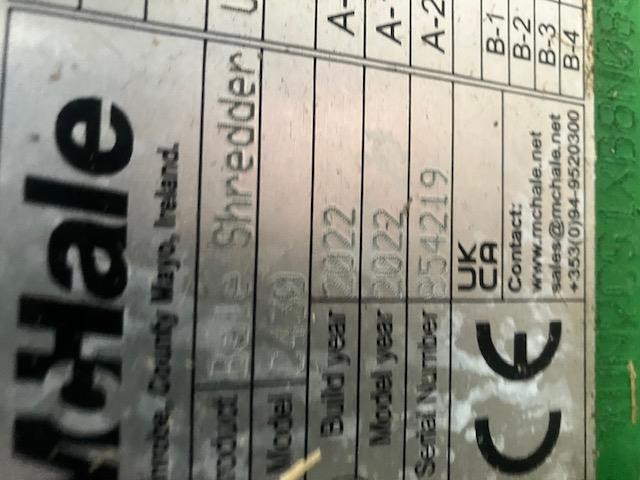 McHale
County Mayo, Ireland.
Product Bale Shredder
Model
Build year 2022
Model year 2022
Serial Number 854219
A-
A-
A-2
B-1
B-2
B-3
B-4
UK
CA
CE
Contact:
www.mchale.net
sales@mchale.net
+353(0)94-9520300